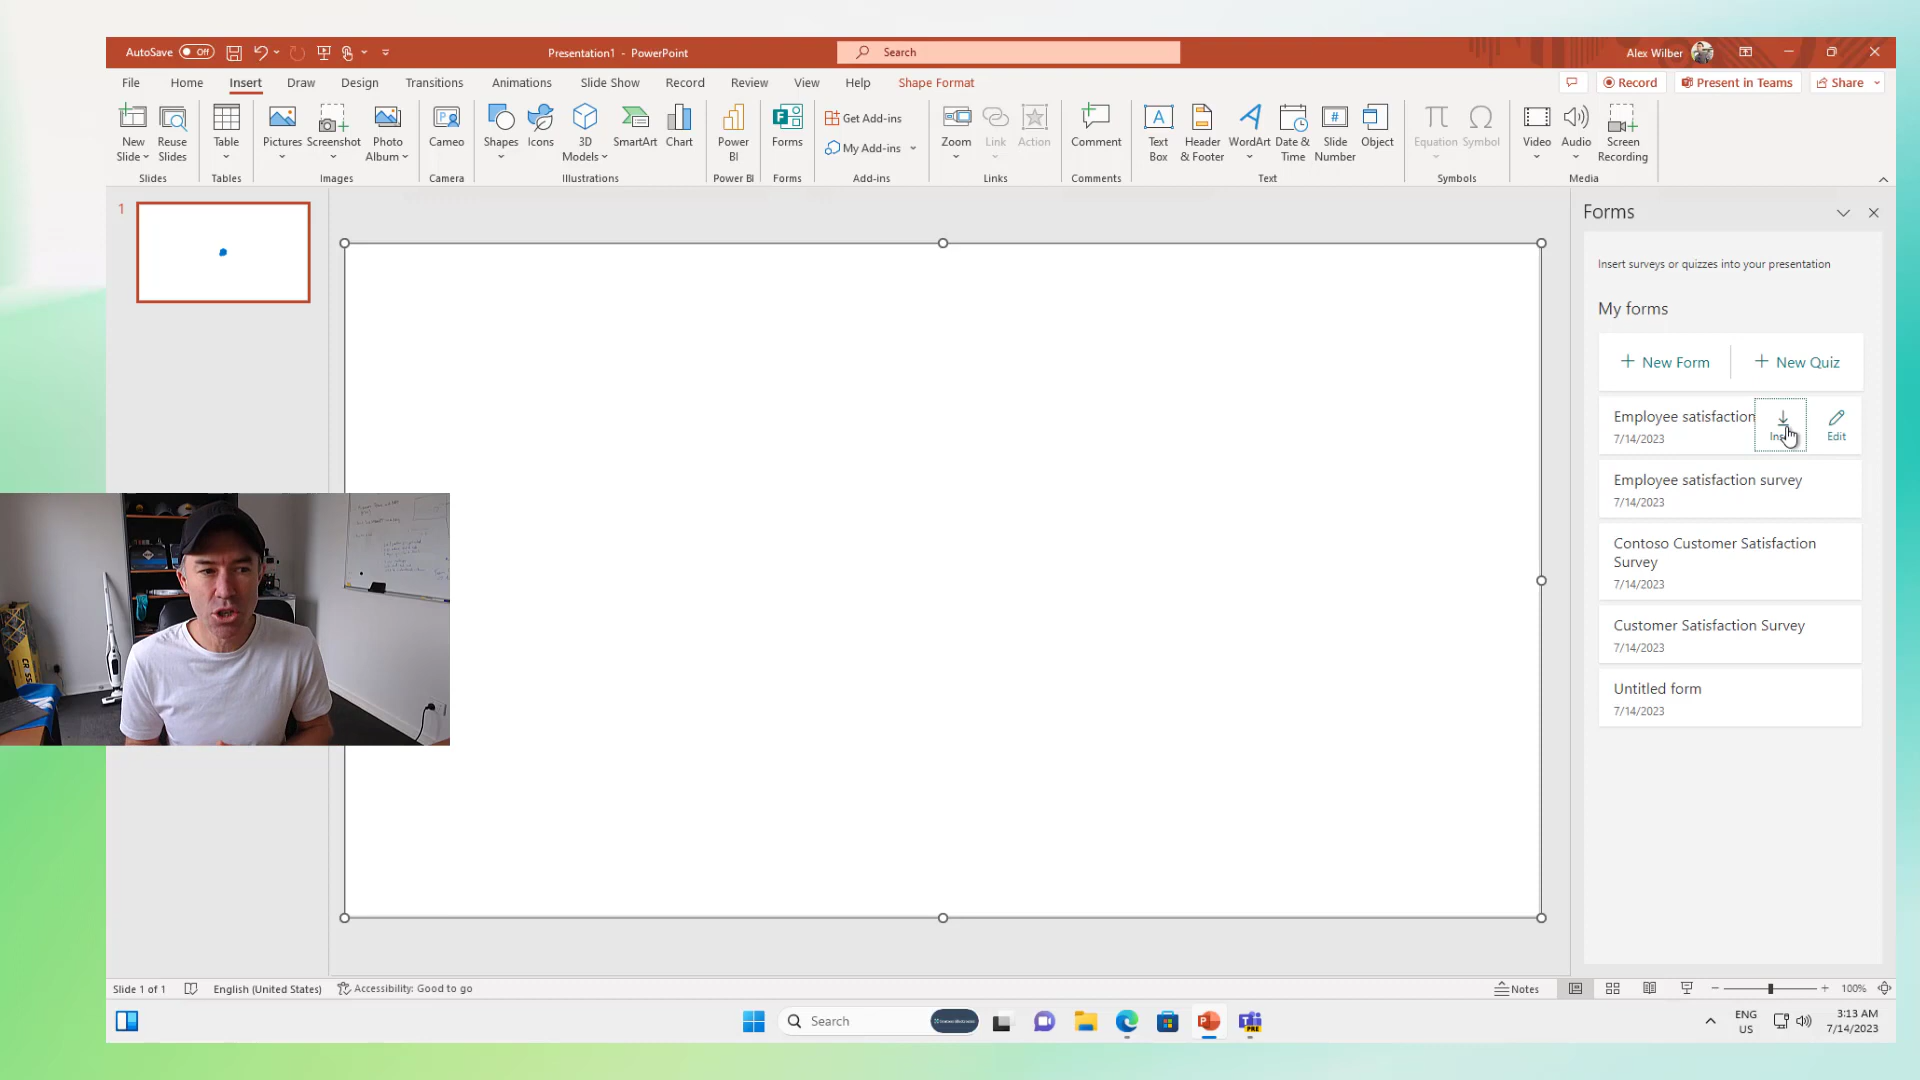 AutoSave Off
Presentation1 - PowerPoint
Search
Alex Wilber
File Home Insert Draw Design Transitions Animations Slide Show Record Review View Help Shape Format
Record Present in Teams Share
New Slide
Reuse Slides
Table
Pictures
Screenshot
Photo Album
Cameo
Shapes
Icons
3D Models
SmartArt
Chart
Power BI
Forms
Get Add-ins
My Add-ins
Zoom
Link
Action
Comment
Text Box
Header & Footer
WordArt
Date & Time
Slide Number
Object
Equation
Symbol
Video
Audio
Screen Recording
Slides Tables Images Camera Illustrations Power BI Forms Add-ins Links Comments Text Symbols Media
1
Forms
Insert surveys or quizzes into your presentation
My forms
New Form
New Quiz
Employee satisfaction
7/14/2023
Edit
Employee satisfaction survey
7/14/2023
Contoso Customer Satisfaction
Survey
7/14/2023
Customer Satisfaction Survey
7/14/2023
Untitled form
7/14/2023
Slide 1 of 1 English (United States) Accessibility: Good to go
Notes
100%
Search
ENG
US
3:13 AM
7/14/2023